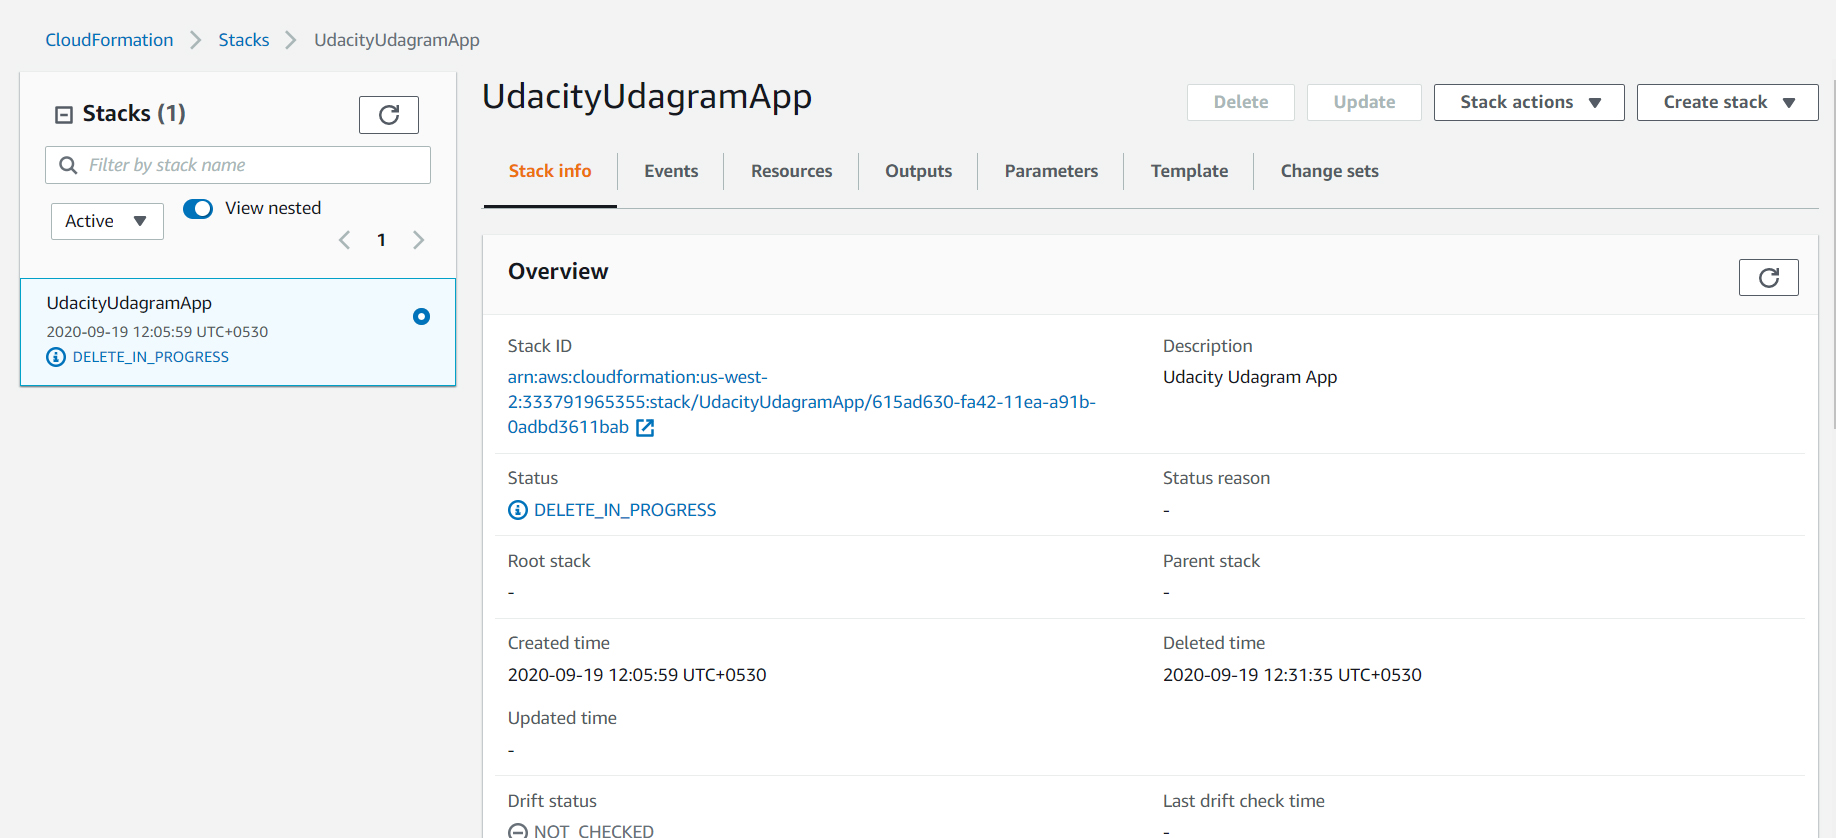 CloudFormation > Stacks > UdacityUdagramApp
Stacks (1)
Filter by stack name
Active
View nested
1
UdacityUdagramApp
2020-09-19 12:05:59 UTC+0530
DELETE_IN_PROGRESS
UdacityUdagramApp
Delete
Update
Stack actions
Create stack
Stack info
Events
Resources
Outputs
Parameters
Template
Change sets
Overview
Stack ID
arn:aws:cloudformation:us-west-
2:333791965355:stack/UdacityUdagramApp/615ad630-fa42-11ea-a91b-
0adbd3611bab
Description
Udacity Udagram App
Status
DELETE_IN_PROGRESS
Status reason
-
Root stack
-
Parent stack
-
Created time
2020-09-19 12:05:59 UTC+0530
Deleted time
2020-09-19 12:31:35 UTC+0530
Updated time
-
Drift status
NOT_CHECKED
Last drift check time
-